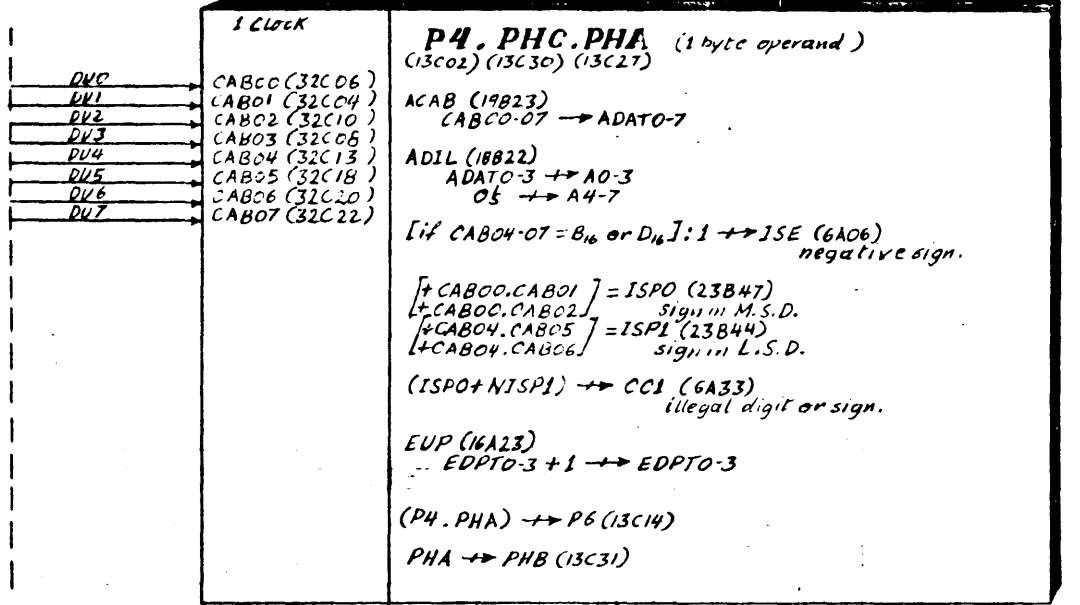 1 CLOCK
P4. PHC. PHA (1 byte operand)
(13C02) (13C30) (13C27)
DV0 CABC0 (32C06)
DV1 CAB01 (32C04)
DV2 CAB02 (32C10)
DV3 CAB03 (32C08)
DV4 CAB04 (32C13)
DV5 CAB05 (32C18)
DV6 CAB06 (32C20)
DV7 CAB07 (32C22)
ACAB (19B23)
CABC0-07 → ADAT0-7
ADIL (18B22)
ADAT0-3 ↦ A0-3
0's ↦ A4-7
[if CAB04-07 = B₁₆ or D₁₆]: 1 ↦ ISE (6A06)
negative sign.
[+ CAB00.CAB01] = ISP0 (23B47)
[+ CAB00.CAB02] sign in M.S.D.
[+CAB04.CAB05] = ISP1 (23B44)
[+CAB04.CAB06] sign in L.S.D.
(ISP0+NISP1) ↦ CC1 (6A33)
illegal digit or sign.
EUP (16A23)
EDPT0-3 + 1 ↦ EDPT0-3
(P4.PHA) ↦ P6 (13C14)
PHA ↦ PHB (13C31)